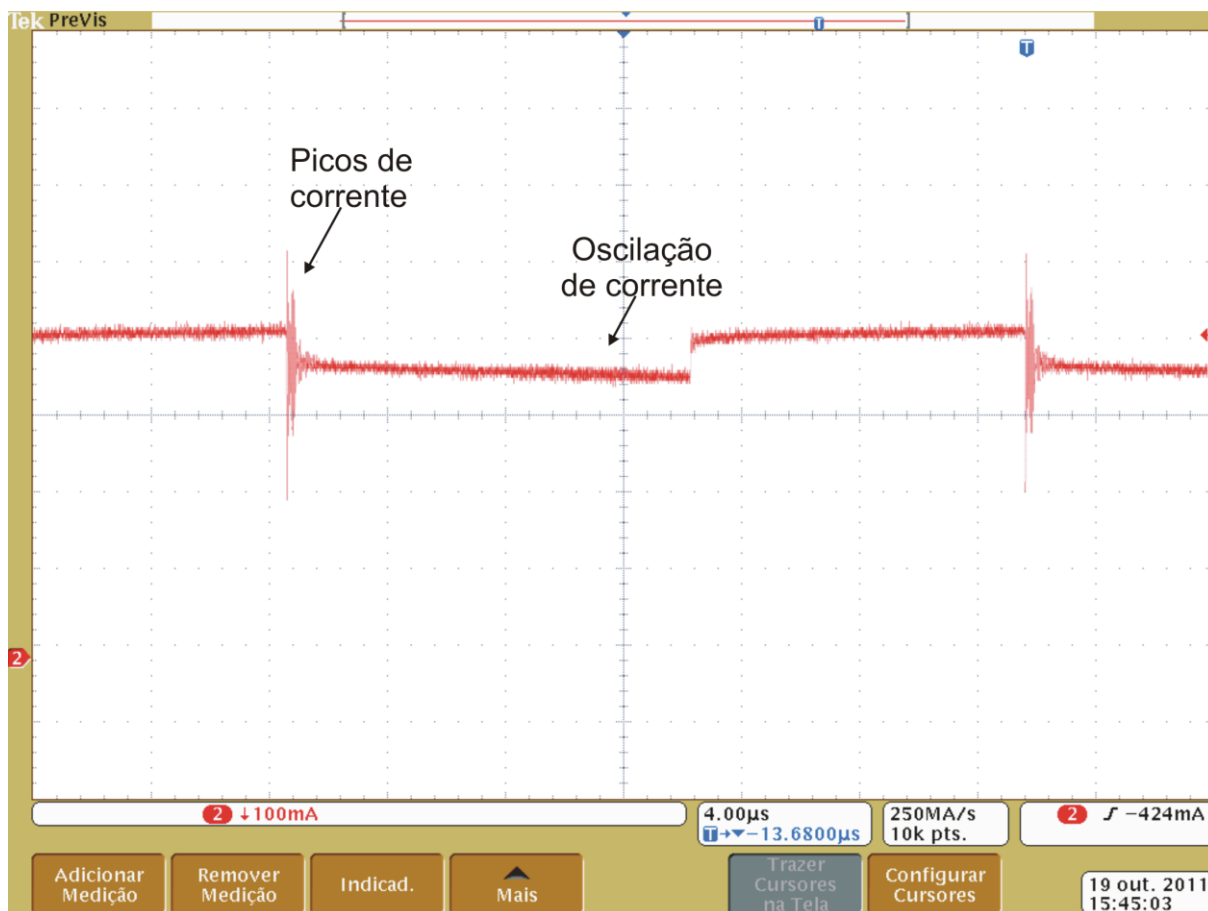 Tek PreVis
T
T
Picos de
corrente
Oscilação
de corrente
2
2 ↓100mA
4.00µs
T→▼−13.6800µs
250MA/s
10k pts.
2 ∫ −424mA
Adicionar
Medição
Remover
Medição
Indicad.
Mais
Trazer
Cursores
na Tela
Configurar
Cursores
19 out. 2011
15:45:03